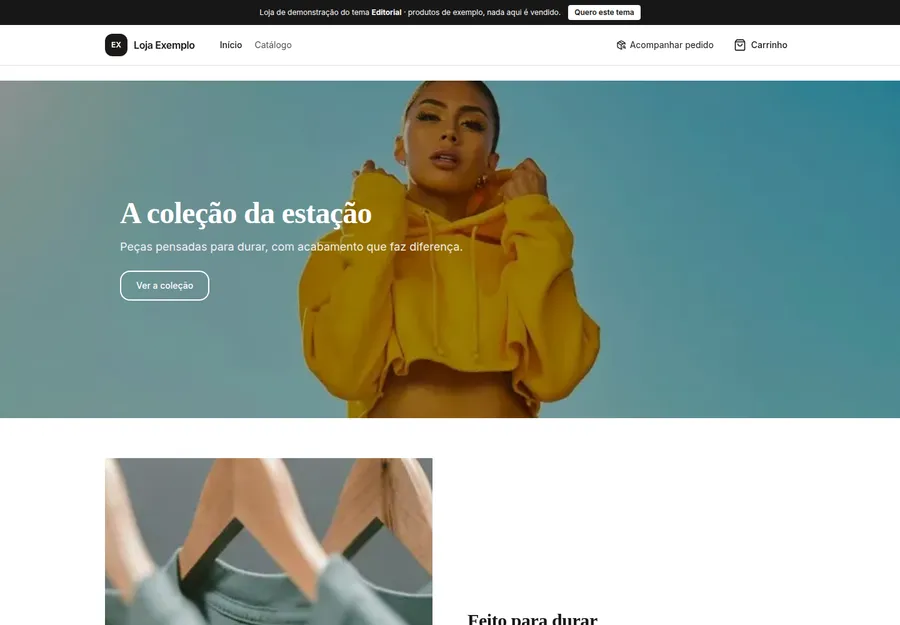 Loja de demonstração do tema Editorial · produtos de exemplo, nada aqui é vendido. Quero este tema
EX Loja Exemplo Início Catálogo Acompanhar pedido Carrinho
A coleção da estação
Peças pensadas para durar, com acabamento que faz diferença.
Ver a coleção
Feito para durar